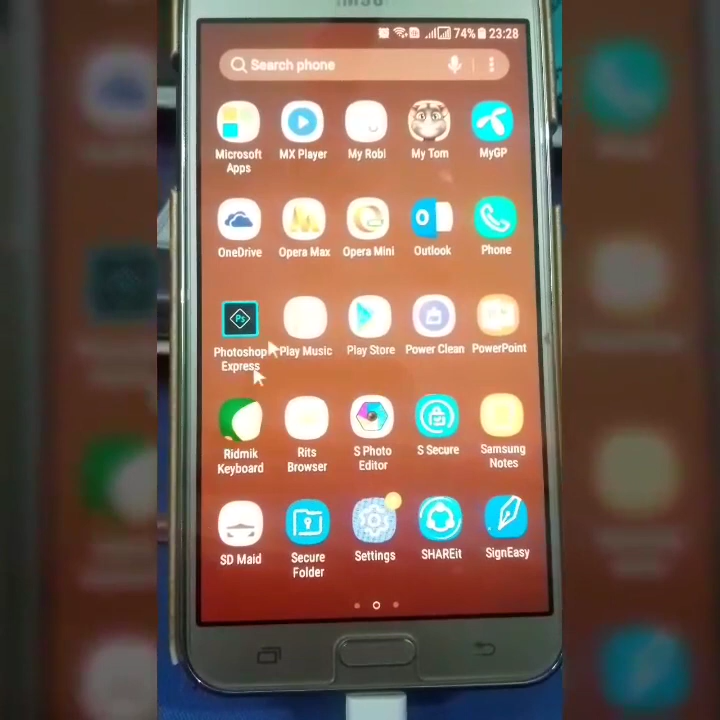 74% 23:28
Search phone
Microsoft
Apps
MX Player
My Robi
My Tom
MyGP
OneDrive
Opera Max
Opera Mini
Outlook
Phone
Photoshop
Express
Play Music
Play Store
Power Clean
PowerPoint
Ridmik
Keyboard
Rits
Browser
S Photo
Editor
S Secure
Samsung
Notes
SD Maid
Secure
Folder
Settings
SHAREit
SignEasy